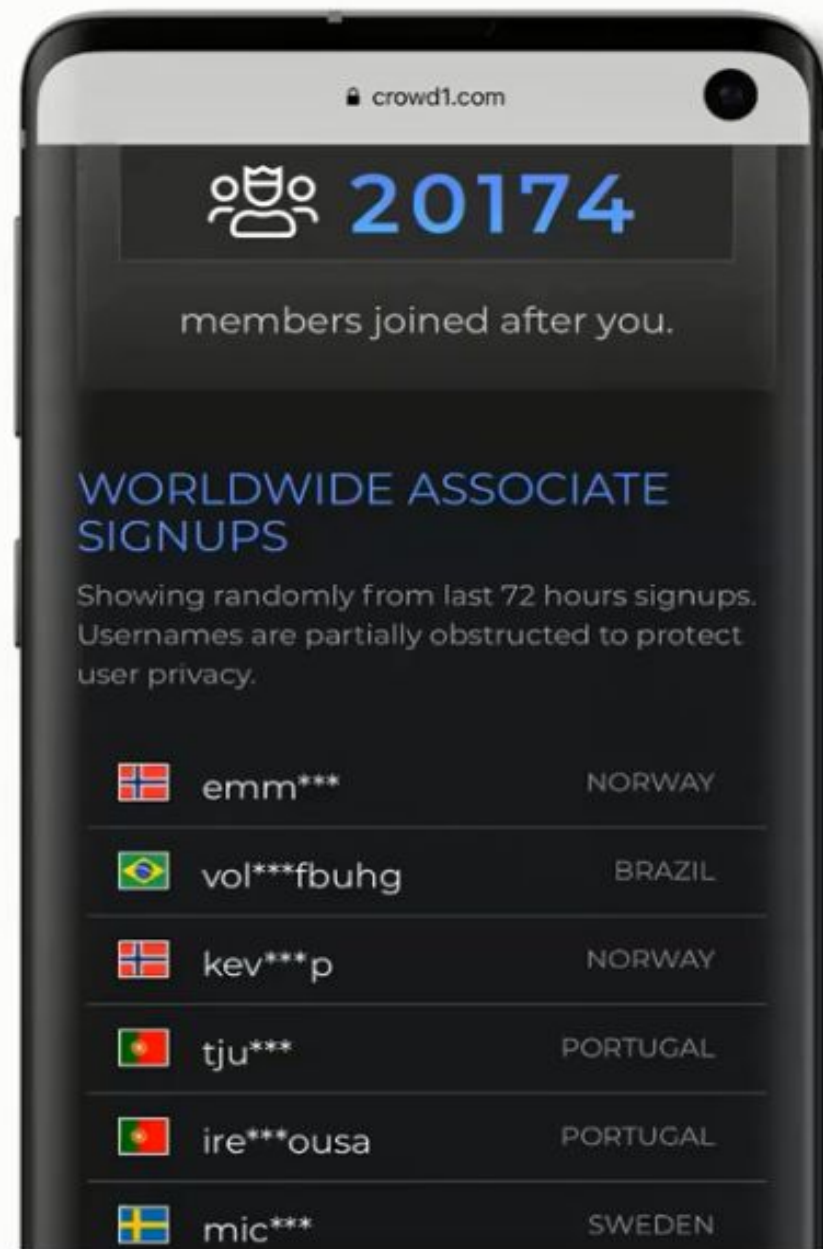 crowd1.com
20174
members joined after you.
WORLDWIDE ASSOCIATE
SIGNUPS
Showing randomly from last 72 hours signups.
Usernames are partially obstructed to protect
user privacy.
emm*** NORWAY
vol***fbuhg BRAZIL
kev***p NORWAY
tju*** PORTUGAL
ire***ousa PORTUGAL
mic*** SWEDEN